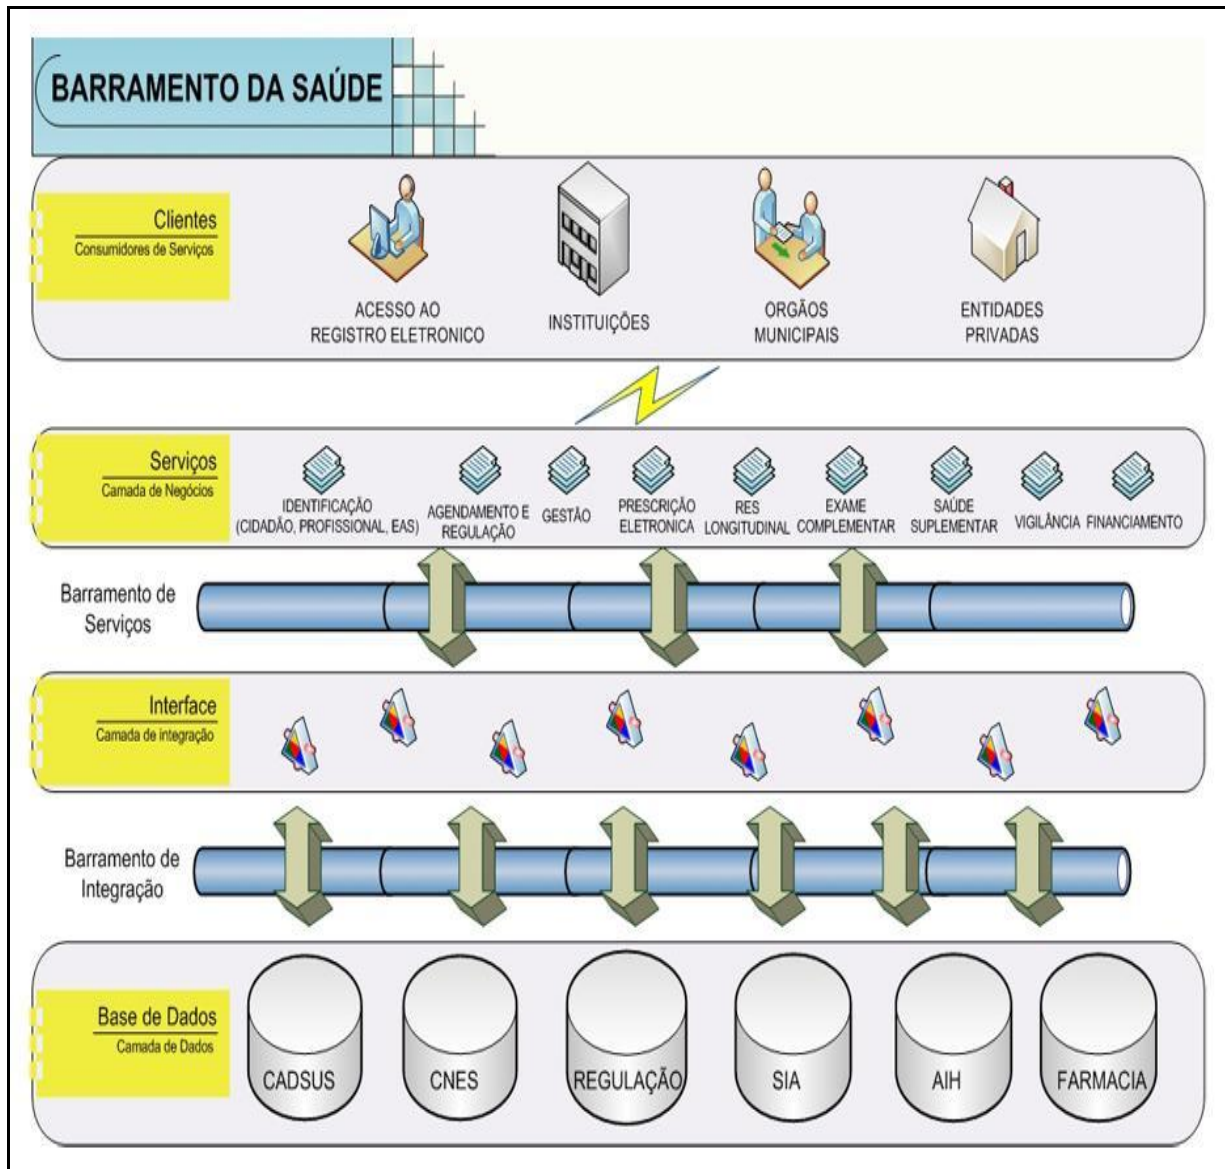 BARRAMENTO DA SAÚDE
Clientes
Consumidores de Serviços
ACESSO AO
REGISTRO ELETRONICO
INSTITUIÇÕES
ORGÃOS
MUNICIPAIS
ENTIDADES
PRIVADAS
Serviços
Camada de Negócios
IDENTIFICAÇÃO
(CIDADÃO, PROFISSIONAL, EAS)
AGENDAMENTO E
REGULAÇÃO
GESTÃO
PRESCRIÇÃO
ELETRONICA
RES
LONGITUDINAL
EXAME
COMPLEMENTAR
SAÚDE
SUPLEMENTAR
VIGILÂNCIA
FINANCIAMENTO
Barramento de
Serviços
Interface
Camada de integração
Barramento de
Integração
Base de Dados
Camada de Dados
CADSUS
CNES
REGULAÇÃO
SIA
AIH
FARMACIA